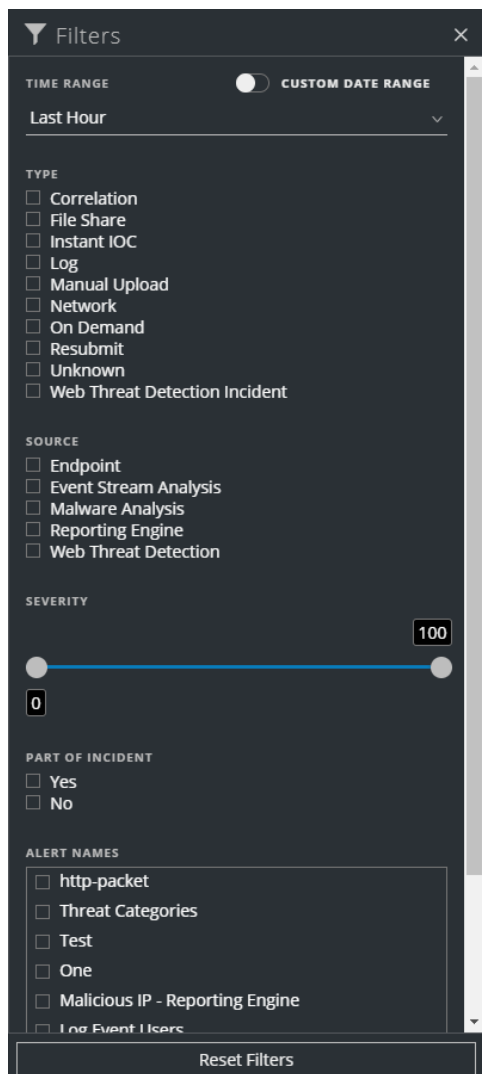 Filters
TIME RANGE CUSTOM DATE RANGE
Last Hour
TYPE
Correlation
File Share
Instant IOC
Log
Manual Upload
Network
On Demand
Resubmit
Unknown
Web Threat Detection Incident
SOURCE
Endpoint
Event Stream Analysis
Malware Analysis
Reporting Engine
Web Threat Detection
SEVERITY
100
0
PART OF INCIDENT
Yes
No
ALERT NAMES
http-packet
Threat Categories
Test
One
Malicious IP - Reporting Engine
Log Event Users
Reset Filters